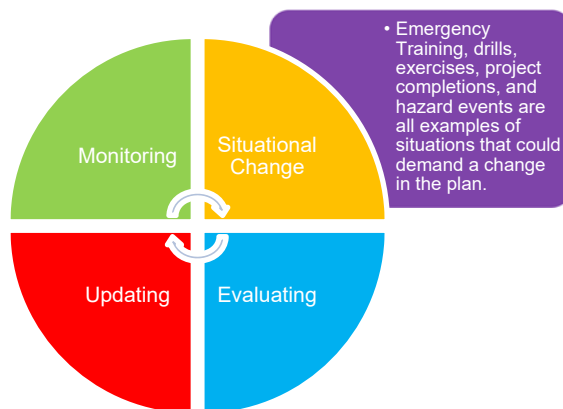 • Emergency
Training, drills,
exercises, project
completions, and
hazard events are
all examples of
situations that could
demand a change
in the plan.
Monitoring
Situational
Change
Updating
Evaluating